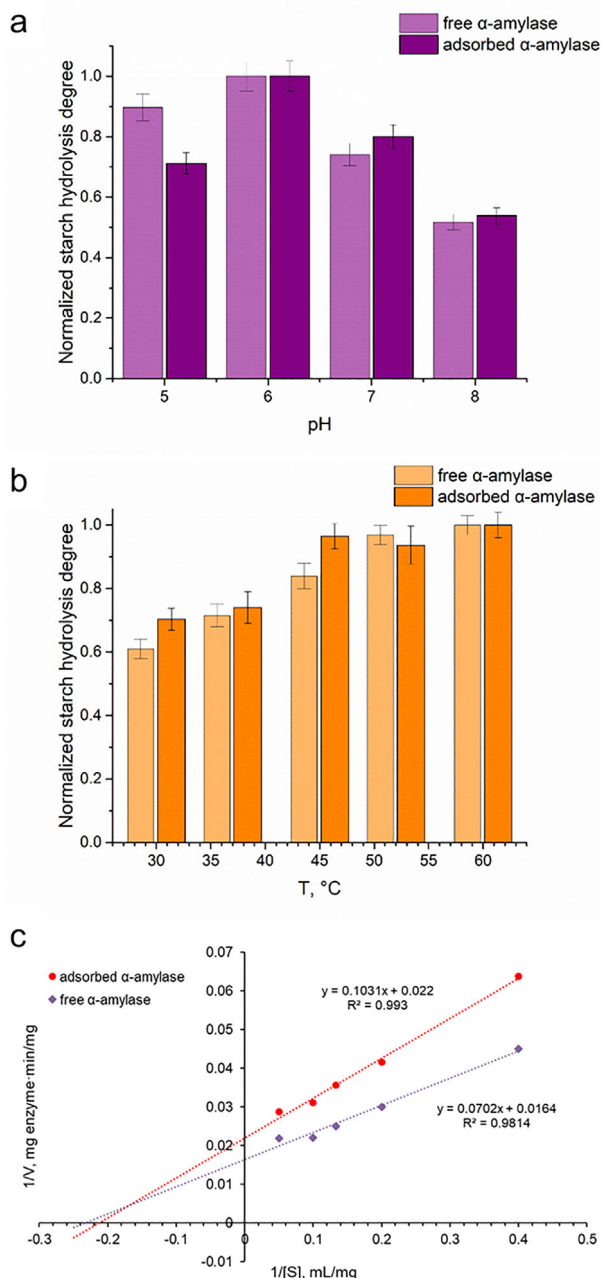 a
free α-amylase
adsorbed α-amylase
Normalized starch hydrolysis degree
1.0
0.8
0.6
0.4
0.2
0.0
5 6 7 8
pH
b
free α-amylase
adsorbed α-amylase
Normalized starch hydrolysis degree
1.0
0.8
0.6
0.4
0.2
0.0
30 35 40 45 50 55 60
T, °C
c
adsorbed α-amylase
free α-amylase
1/V, mg enzyme·min/mg
0.07
0.06
0.05
0.04
0.03
0.02
0.01
0
-0.01
y = 0.1031x + 0.022
R² = 0.993
y = 0.0702x + 0.0164
R² = 0.9814
-0.3 -0.2 -0.1 0 0.1 0.2 0.3 0.4 0.5
1/[S], mL/mg